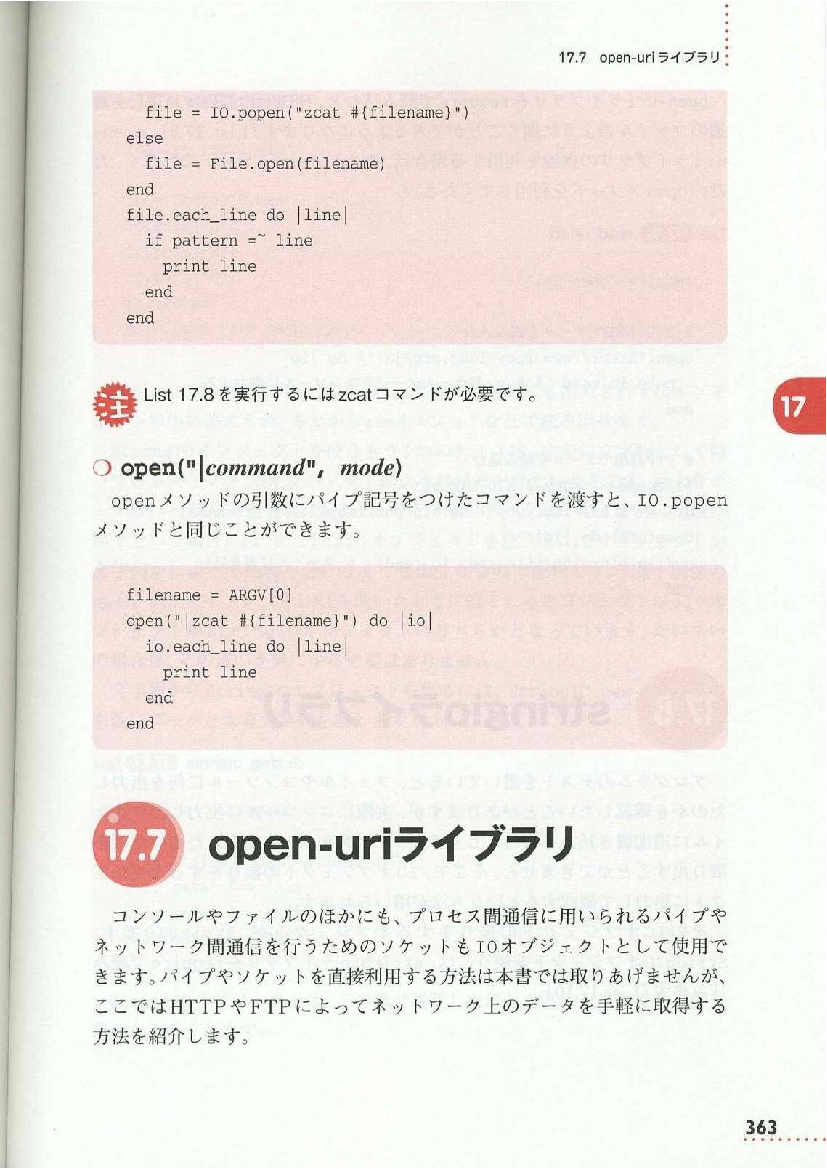 17.7 open-uriライブラリ
file = IO.popen("zcat #{filename}")
else
file = File.open(filename)
end
file.each_line do |line|
if pattern =~ line
print line
end
end
注 List 17.8を実行するにはzcatコマンドが必要です。
17
❍ open("|command", mode)
openメソッドの引数にパイプ記号をつけたコマンドを渡すと、IO.popen
メソッドと同じことができます。
filename = ARGV[0]
open("|zcat #{filename}") do |io|
io.each_line do |line|
print line
end
end
17.7 open-uriライブラリ
コンソールやファイルのほかにも、プロセス間通信に用いられるパイプや
ネットワーク間通信を行うためのソケットもIOオブジェクトとして使用で
きます。パイプやソケットを直接利用する方法は本書では取りあげませんが、
ここではHTTPやFTPによってネットワーク上のデータを手軽に取得する
方法を紹介します。
363